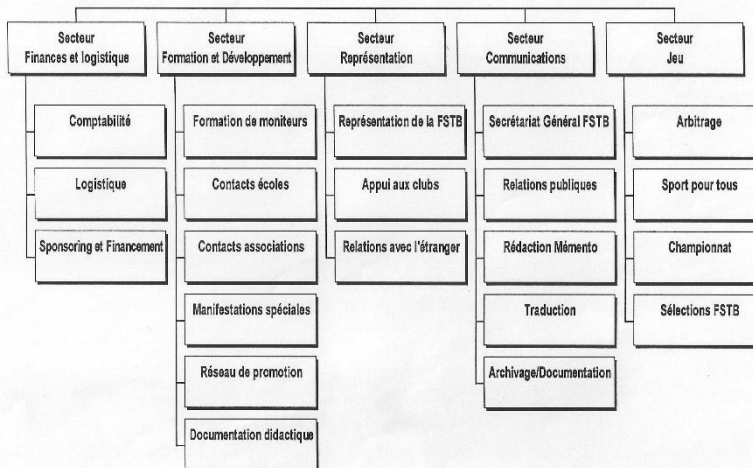 Secteur
Finances et logistique
Comptabilité
Logistique
Sponsoring et Financement
Secteur
Formation et Développement
Formation de moniteurs
Contacts écoles
Contacts associations
Manifestations spéciales
Réseau de promotion
Documentation didactique
Secteur
Représentation
Représentation de la FSTB
Appui aux clubs
Relations avec l'étranger
Secteur
Communications
Secrétariat Général FSTB
Relations publiques
Rédaction Mémento
Traduction
Archivage/Documentation
Secteur
Jeu
Arbitrage
Sport pour tous
Championnat
Sélections FSTB